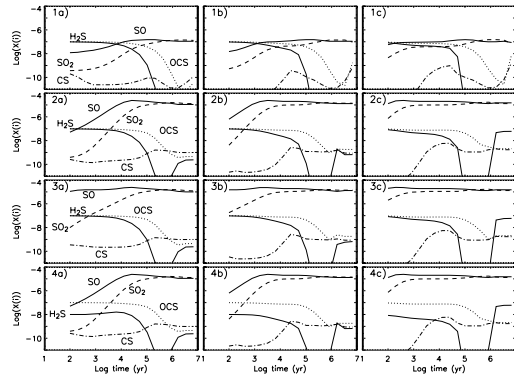 1a) 1b) 1c)
-4
H₂S SO
-6
Log(X(i))
-8
SO₂ OCS
-10
CS
2a) 2b) 2c)
-4
SO
-6
H₂S SO₂
Log(X(i))
-8
OCS
-10
CS
3a) 3b) 3c)
-4
SO
-6
H₂S OCS
Log(X(i))
-8
SO₂
-10
CS
4a) 4b) 4c)
-4
SO
-6
SO₂
Log(X(i))
OCS
-8
H₂S
-10
CS
1 2 3 4 5 6 71 2 3 4 5 6 71 2 3 4 5 6 7
Log time (yr) Log time (yr) Log time (yr)